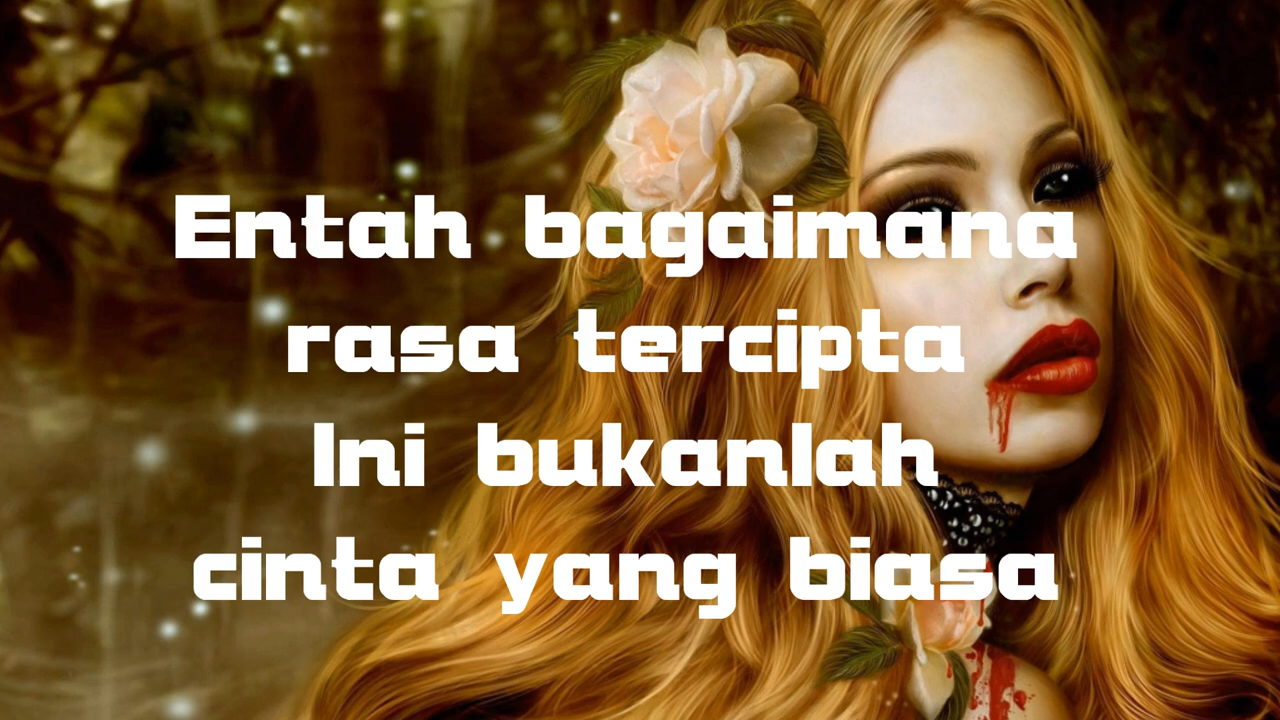 Entah bagaimana
rasa tercipta
Ini bukanlah
cinta yang biasa